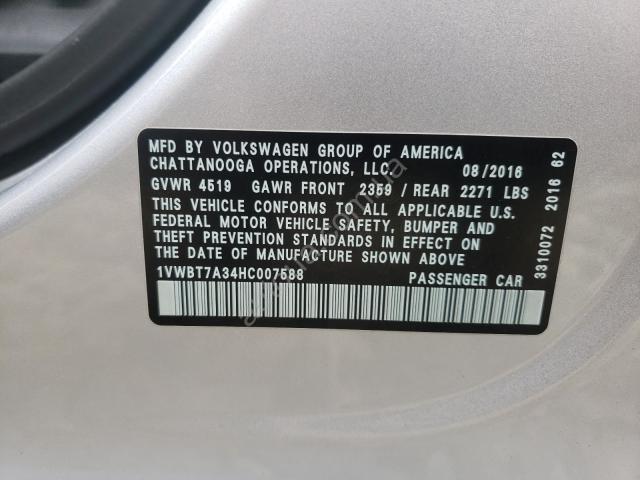 MFD BY VOLKSWAGEN GROUP OF AMERICA
CHATTANOOGA OPERATIONS, LLC. 08/2016
GVWR 4519 GAWR FRONT 2359 / REAR 2271 LBS
THIS VEHICLE CONFORMS TO ALL APPLICABLE U.S.
FEDERAL MOTOR VEHICLE SAFETY, BUMPER AND
THEFT PREVENTION STANDARDS IN EFFECT ON
THE DATE OF MANUFACTURE SHOWN ABOVE
1VWBT7A34HC007588 PASSENGER CAR
3310072 2016 62